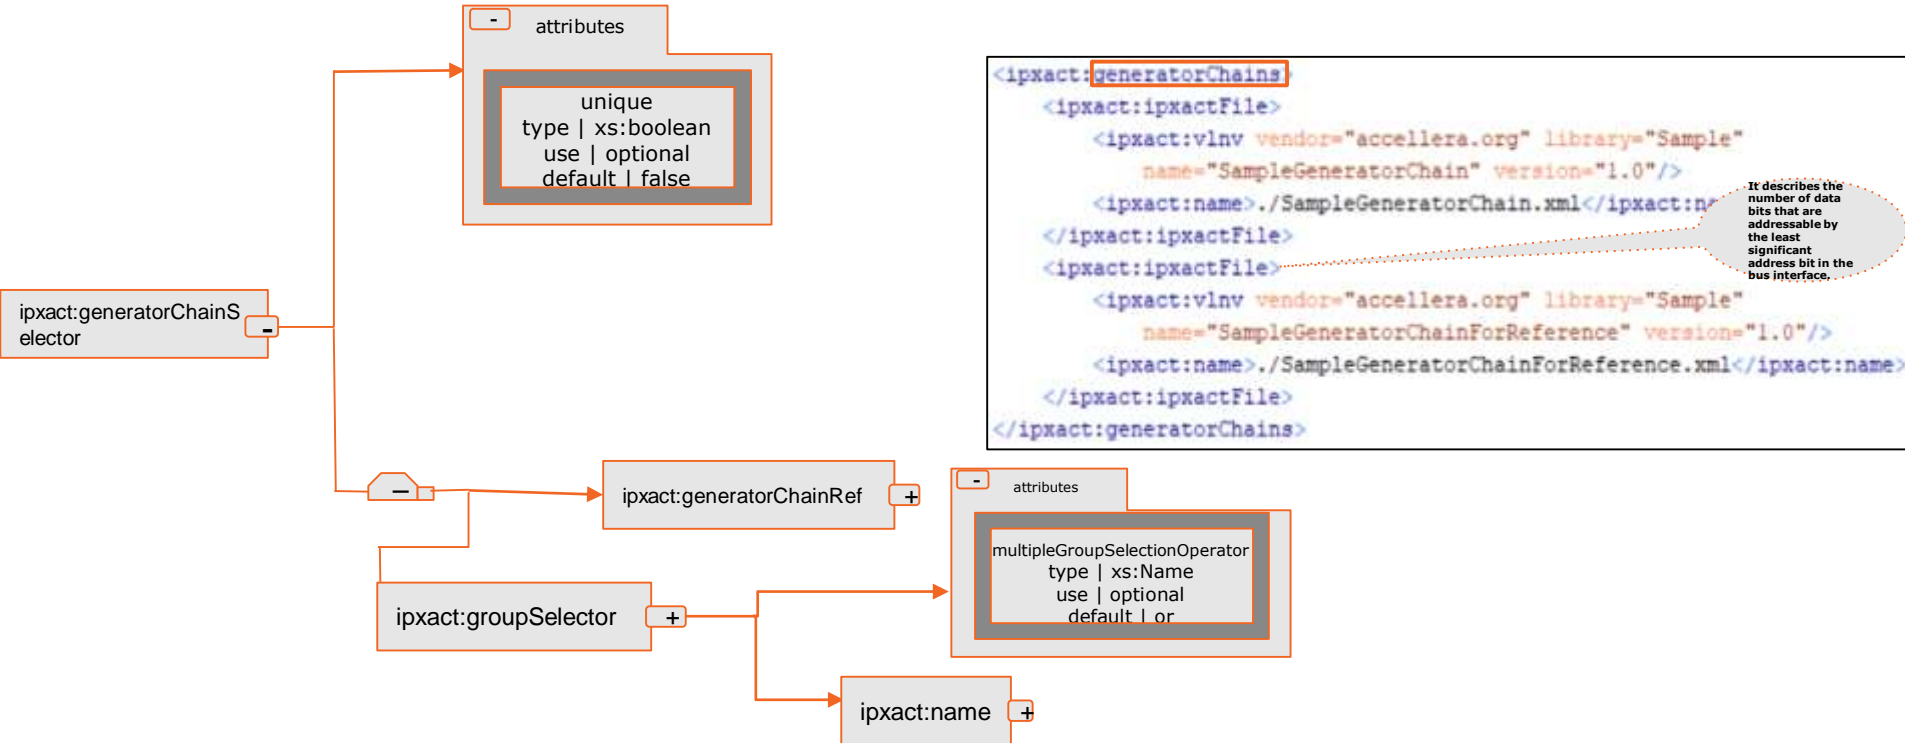 -
attributes
unique
type | xs:boolean
use | optional
default | false
<ipxact:generatorChains>
<ipxact:ipxactFile>
<ipxact:vlnv vendor="accellera.org" library="Sample"
name="SampleGeneratorChain" version="1.0"/>
<ipxact:name>./SampleGeneratorChain.xml</ipxact:na
</ipxact:ipxactFile>
<ipxact:ipxactFile>
<ipxact:vlnv vendor="accellera.org" library="Sample"
name="SampleGeneratorChainForReference" version="1.0"/>
<ipxact:name>./SampleGeneratorChainForReference.xml</ipxact:name>
</ipxact:ipxactFile>
</ipxact:generatorChains>
It describes the
number of data
bits that are
addressable by
the least
significant
address bit in the
bus interface.
ipxact:generatorChainS
elector
-
-
ipxact:generatorChainRef
+
-
attributes
multipleGroupSelectionOperator
type | xs:Name
use | optional
default | or
ipxact:groupSelector
+
ipxact:name
+